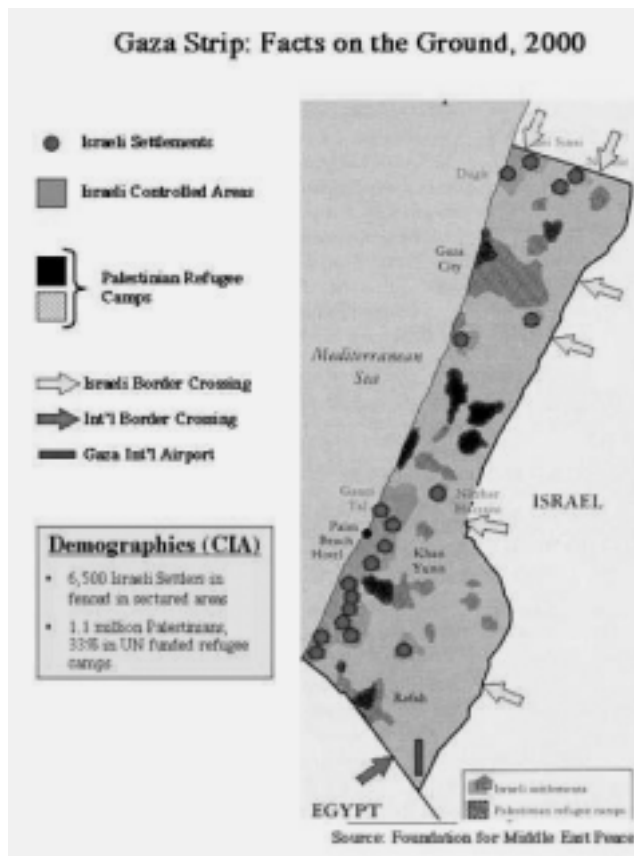 Gaza Strip: Facts on the Ground, 2000
Israeli Settlements
Israeli Controlled Areas
Palestinian Refugee
Camps
Israeli Border Crossing
Int'l Border Crossing
Gaza Int'l Airport
Demographics (CIA)
• 6,500 Israeli Settlers in
fenced in sectured areas
• 1.1 million Palestinians,
33% in UN funded refugee
camps.
Dugit
Gaza
City
Mediterranean
Sea
Tal
ISRAEL
Palm
Beach
Hotel
Khan
Yunis
Rafah
EGYPT
Israeli settlements
Palestinian refugee camps
Source: Foundation for Middle East Peace